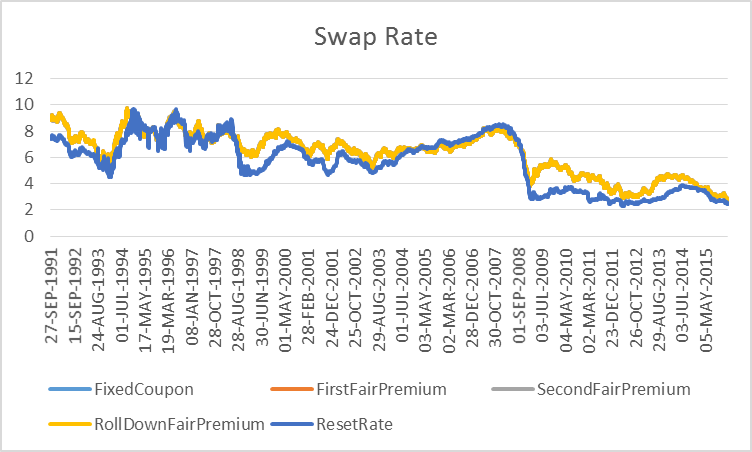 Swap Rate
12
10
8
6
4
2
0
27-SEP-1991
15-SEP-1992
24-AUG-1993
01-JUL-1994
17-MAY-1995
19-MAR-1996
08-JAN-1997
28-OCT-1997
28-AUG-1998
30-JUN-1999
01-MAY-2000
28-FEB-2001
24-DEC-2001
25-OCT-2002
29-AUG-2003
02-JUL-2004
03-MAY-2005
02-MAR-2006
28-DEC-2006
30-OCT-2007
01-SEP-2008
03-JUL-2009
04-MAY-2010
02-MAR-2011
23-DEC-2011
26-OCT-2012
29-AUG-2013
03-JUL-2014
05-MAY-2015
FixedCoupon FirstFairPremium SecondFairPremium
RollDownFairPremium ResetRate